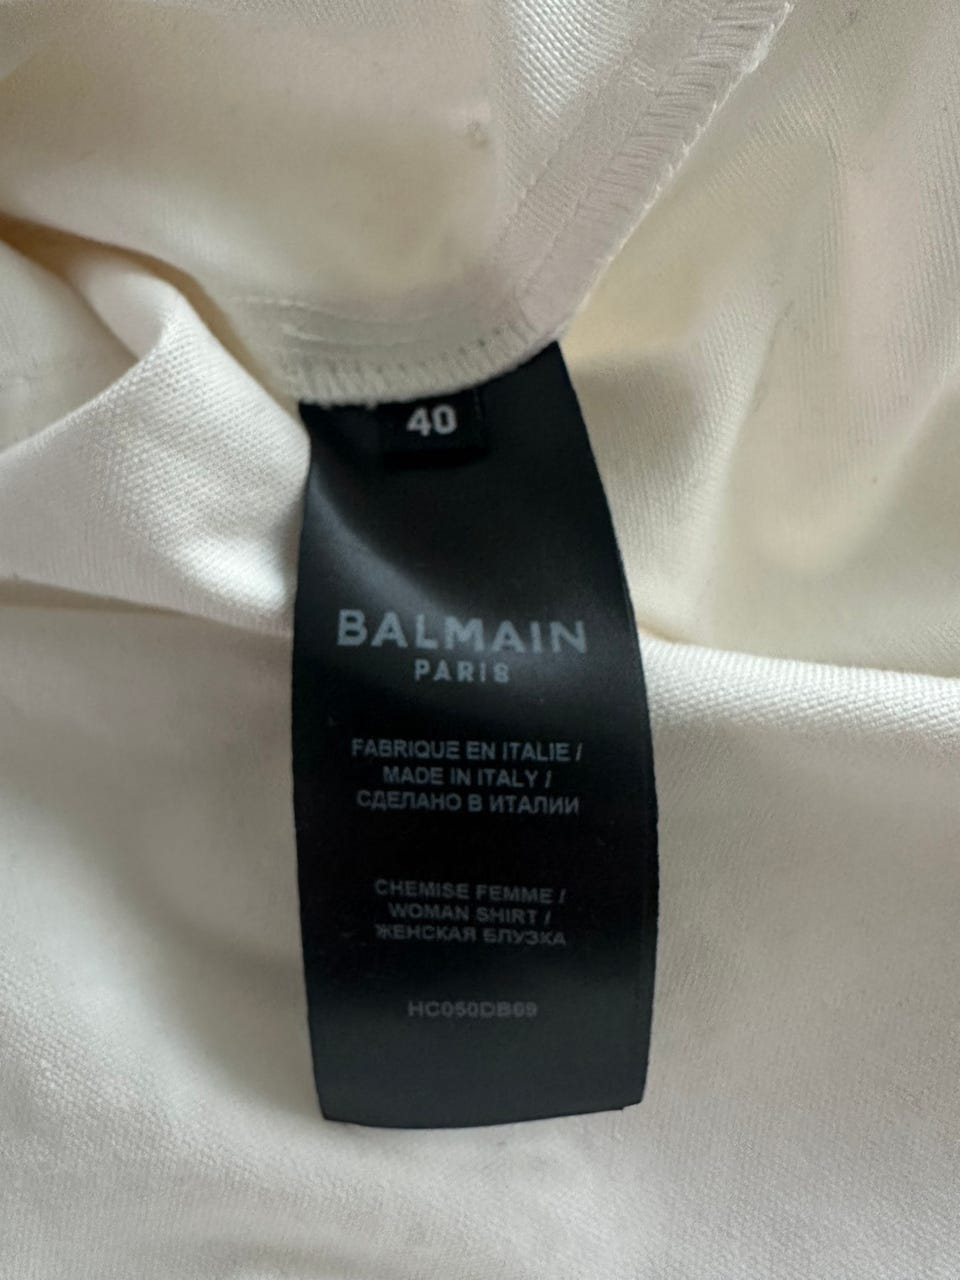 40
BALMAIN
PARIS
FABRIQUE EN ITALIE /
MADE IN ITALY /
СДЕЛАНО В ИТАЛИИ
CHEMISE FEMME /
WOMAN SHIRT /
ЖЕНСКАЯ БЛУЗКА
HC050DB69